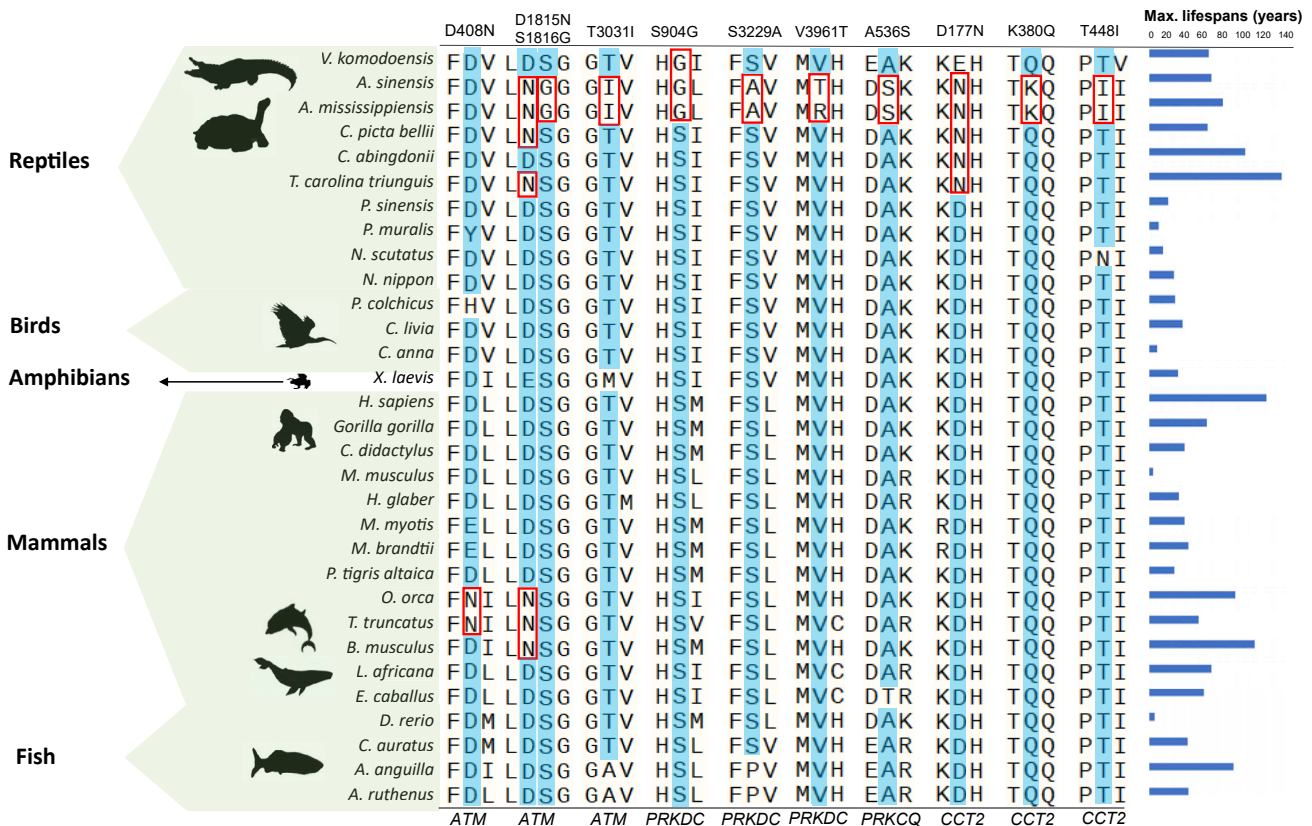 D408N D1815N S1816G T3031I S904G S3229A V3961T A536S D177N K380Q T448I Max. lifespans (years)
0 20 40 60 80 100 120 140
V. komodoensis FDV LDSG GTV HGI FSV MVH EAK KEH TQQ PTV
A. sinensis FDV LNGG GIV HGL FAV MTH DSK KNH TKQ PII
A. mississippiensis FDV LNGG GIV HGL FAV MRH DSK KNH TKQ PII
C. picta bellii FDV LNSG GTV HSI FSV MVH DAK KNH TQQ PTI
Reptiles C. abingdonii FDV LDSG GTV HSI FSV MVH DAK KNH TQQ PTI
T. carolina triunguis FDV LNSG GTV HSI FSV MVH DAK KNH TQQ PTI
P. sinensis FDV LDSG GTV HSI FSV MVH DAK KDH TQQ PTI
P. muralis FYV LDSG GTV HSI FSV MVH DAK KDH TQQ PTI
N. scutatus FDV LDSG GTV HSI FSV MVH DAK KDH TQQ PNI
N. nippon FDV LDSG GTV HSI FSV MVH DAK KDH TQQ PTI
P. colchicus FHV LDSG GTV HSI FSV MVH DAK KDH TQQ PTI
Birds C. livia FDV LDSG GTV HSI FSV MVH DAK KDH TQQ PTI
C. anna FDV LDSG GTV HSI FSV MVH DAK KDH TQQ PTI
Amphibians X. laevis FDI LESG GMV HSI FSV MVH DAK KDH TQQ PTI
H. sapiens FDL LDSG GTV HSM FSL MVH DAK KDH TQQ PTI
Gorilla gorilla FDL LDSG GTV HSM FSL MVH DAK KDH TQQ PTI
C. didactylus FDL LDSG GTV HSM FSL MVH DAK KDH TQQ PTI
M. musculus FDL LDSG GTV HSL FSL MVH DAR KDH TQQ PTI
H. glaber FDL LDSG GTM HSL FSL MVH DAR KDH TQQ PTI
M. myotis FEL LDSG GTV HSM FSL MVH DAK RDH TQQ PTI
Mammals M. brandtii FEL LDSG GTV HSM FSL MVH DAK RDH TQQ PTI
P. tigris altaica FDL LDSG GTV HSM FSL MVH DAK KDH TQQ PTI
O. orca FNI LNSG GTV HSI FSL MVH DAK KDH TQQ PTI
T. truncatus FNI LNSG GTV HSV FSL MVC DAR KDH TQQ PTI
B. musculus FDI LNSG GTV HSM FSL MVH DAR KDH TQQ PTI
L. africana FDL LDSG GTV HSI FSL MVC DAR KDH TQQ PTI
E. caballus FDL LDSG GTV HSI FSL MVC DTR KDH TQQ PTI
D. rerio FDM LDSG GTV HSM FSL MVH DAK KDH TQQ PTI
Fish C. auratus FDM LDSG GTV HSL FSV MVH EAR KDH TQQ PTI
A. anguilla FDI LDSG GAV HSL FPV MVH EAR KDH TQQ PTI
A. ruthenus FDL LDSG GAV HSL FPV MVH EAR KDH TQQ PTI
ATM ATM ATM PRKDC PRKDC PRKDC PRKCQ CCT2 CCT2 CCT2